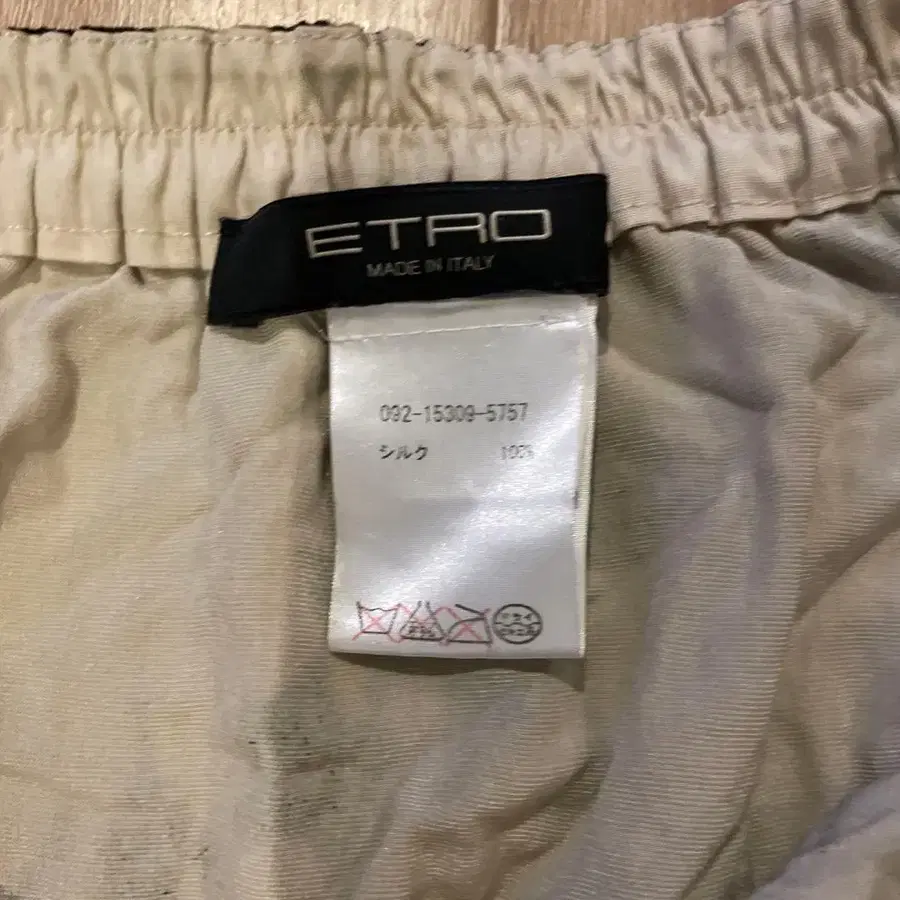 ETRO
MADE IN ITALY
092-15309-5757
シルク 100%